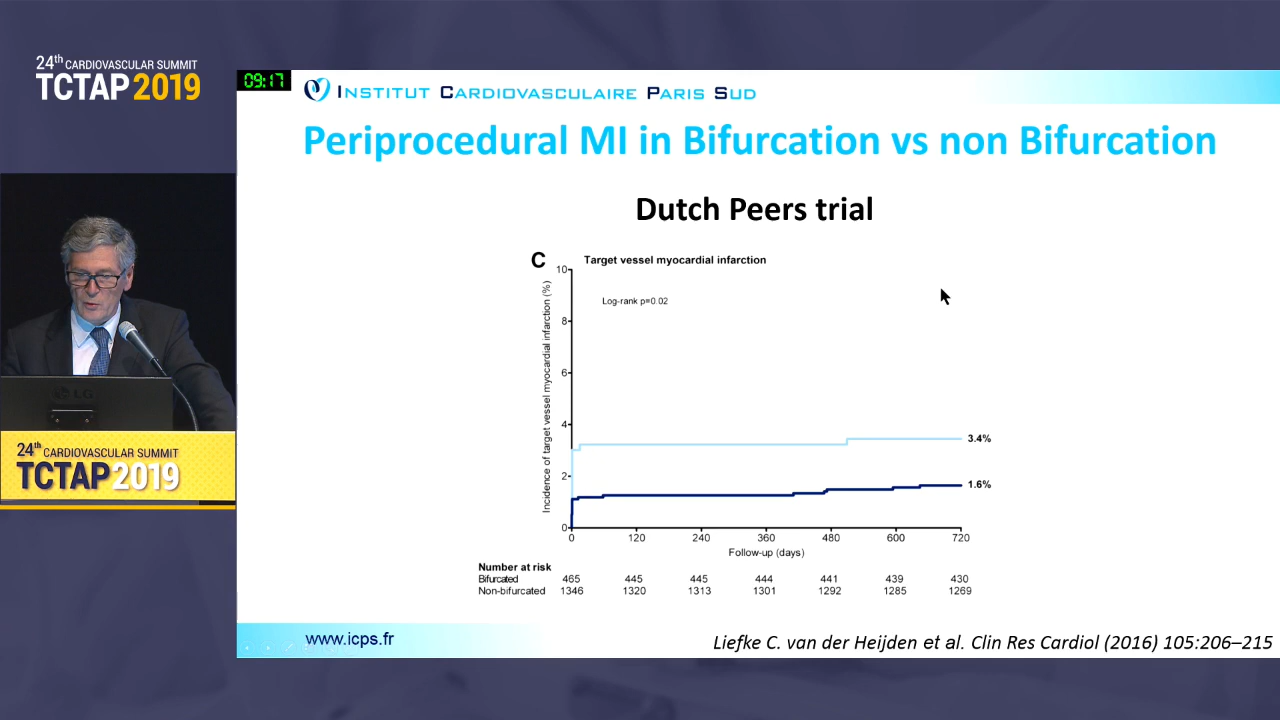 24th CARDIOVASCULAR SUMMIT
TCTAP 2019
09:17
INSTITUT CARDIOVASCULAIRE PARIS SUD
Periprocedural MI in Bifurcation vs non Bifurcation
Dutch Peers trial
C
Target vessel myocardial infarction
Log-rank p=0.02
Incidence of target vessel myocardial infarction (%)
10
8
6
4
2
0
3.4%
1.6%
0 120 240 360 480 600 720
Follow-up (days)
Number at risk
Bifurcated 465 445 445 444 441 439 430
Non-bifurcated 1346 1320 1313 1301 1292 1285 1269
www.icps.fr
Liefke C. van der Heijden et al. Clin Res Cardiol (2016) 105:206–215
LG
24th CARDIOVASCULAR SUMMIT
TCTAP 2019